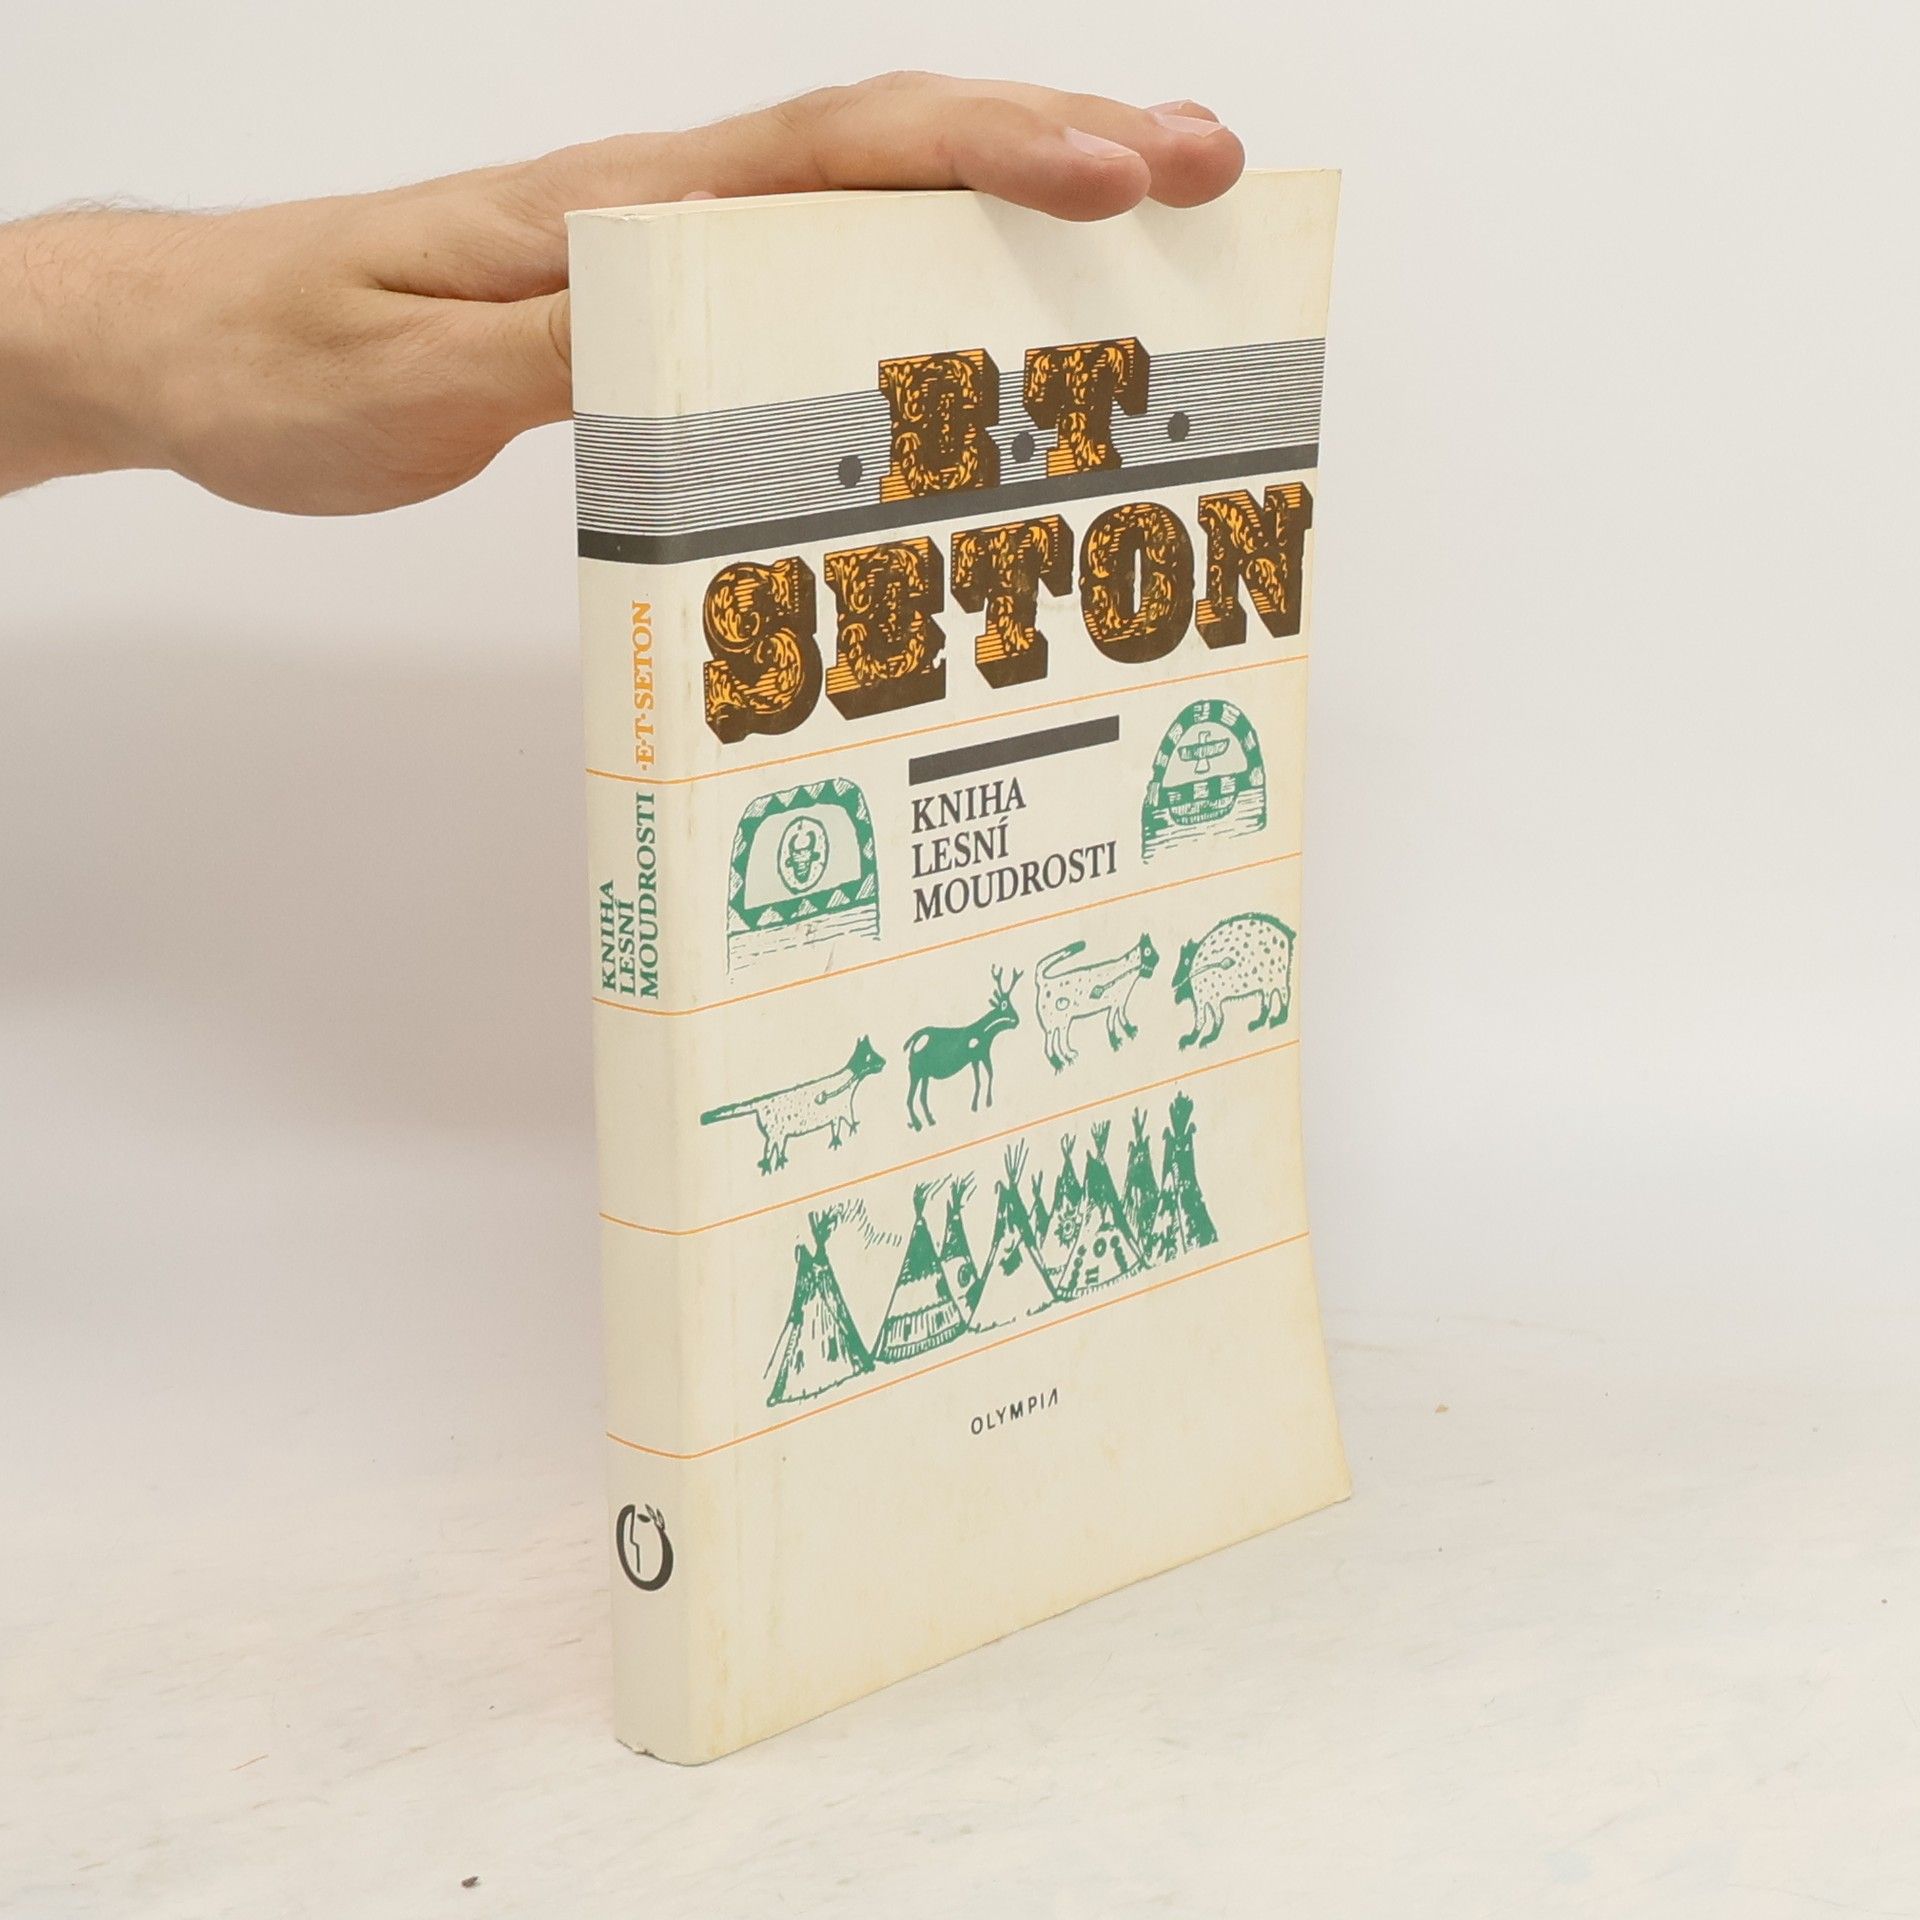 ·E·T·
SETON
KNIHA
LESNÍ
MOUDROSTI
OLYMPIA
·E·T·SETON
KNIHA
LESNÍ
MOUDROSTI